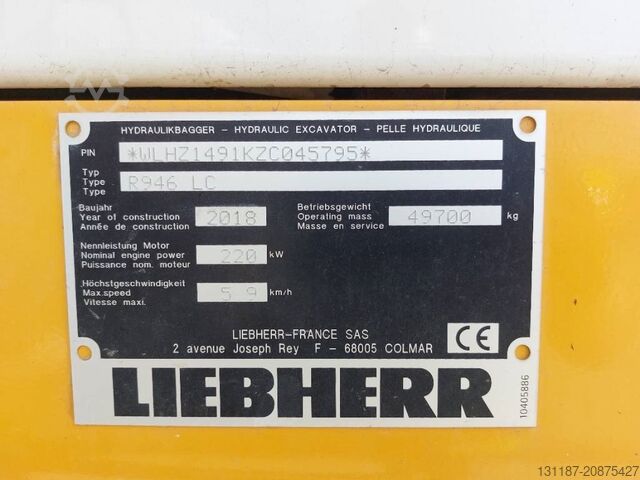 HYDRAULIKBAGGER - HYDRAULIC EXCAVATOR - PELLE HYDRAULIQUE
PIN *WLHZ1491KZC045795*
Typ
Type R946 LC
Type
Baujahr
Year of construction 2018
Année de construction
Betriebsgewicht
Operating mass 49700 kg
Masse en service
Nennleistung Motor
Nominal engine power 220 kW
Puissance nom. moteur
Höchstgeschwindigkeit
Max.speed 5.9 km/h
Vitesse maxi.
LIEBHERR-FRANCE SAS
2 avenue Joseph Rey F - 68005 COLMAR
CE
LIEBHERR
10405886
131187-20875427